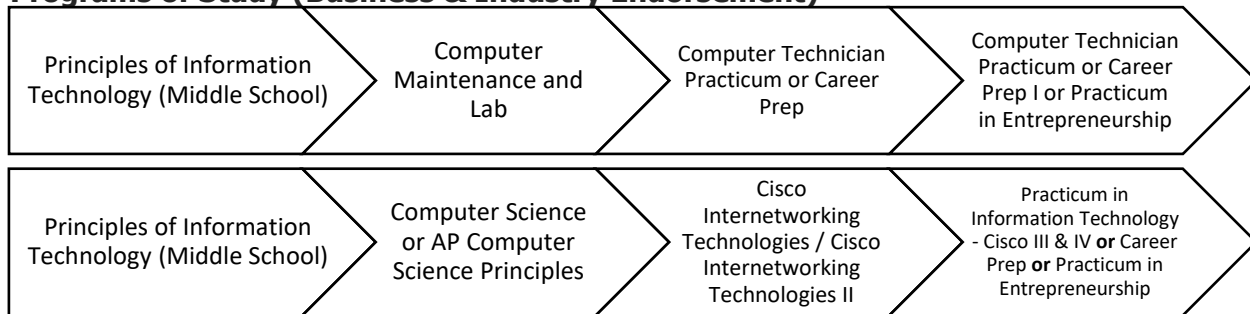 Programs of Study (Business & Industry Endorsement)
Principles of Information
Technology (Middle School)
Computer
Maintenance and
Lab
Computer Technician
Practicum or Career
Prep
Computer Technician
Practicum or Career
Prep I or Practicum
in Entrepreneurship
Principles of Information
Technology (Middle School)
Computer Science
or AP Computer
Science Principles
Cisco
Internetworking
Technologies / Cisco
Internetworking
Technologies II
Practicum in
Information Technology
- Cisco III & IV or Career
Prep or Practicum in
Entrepreneurship